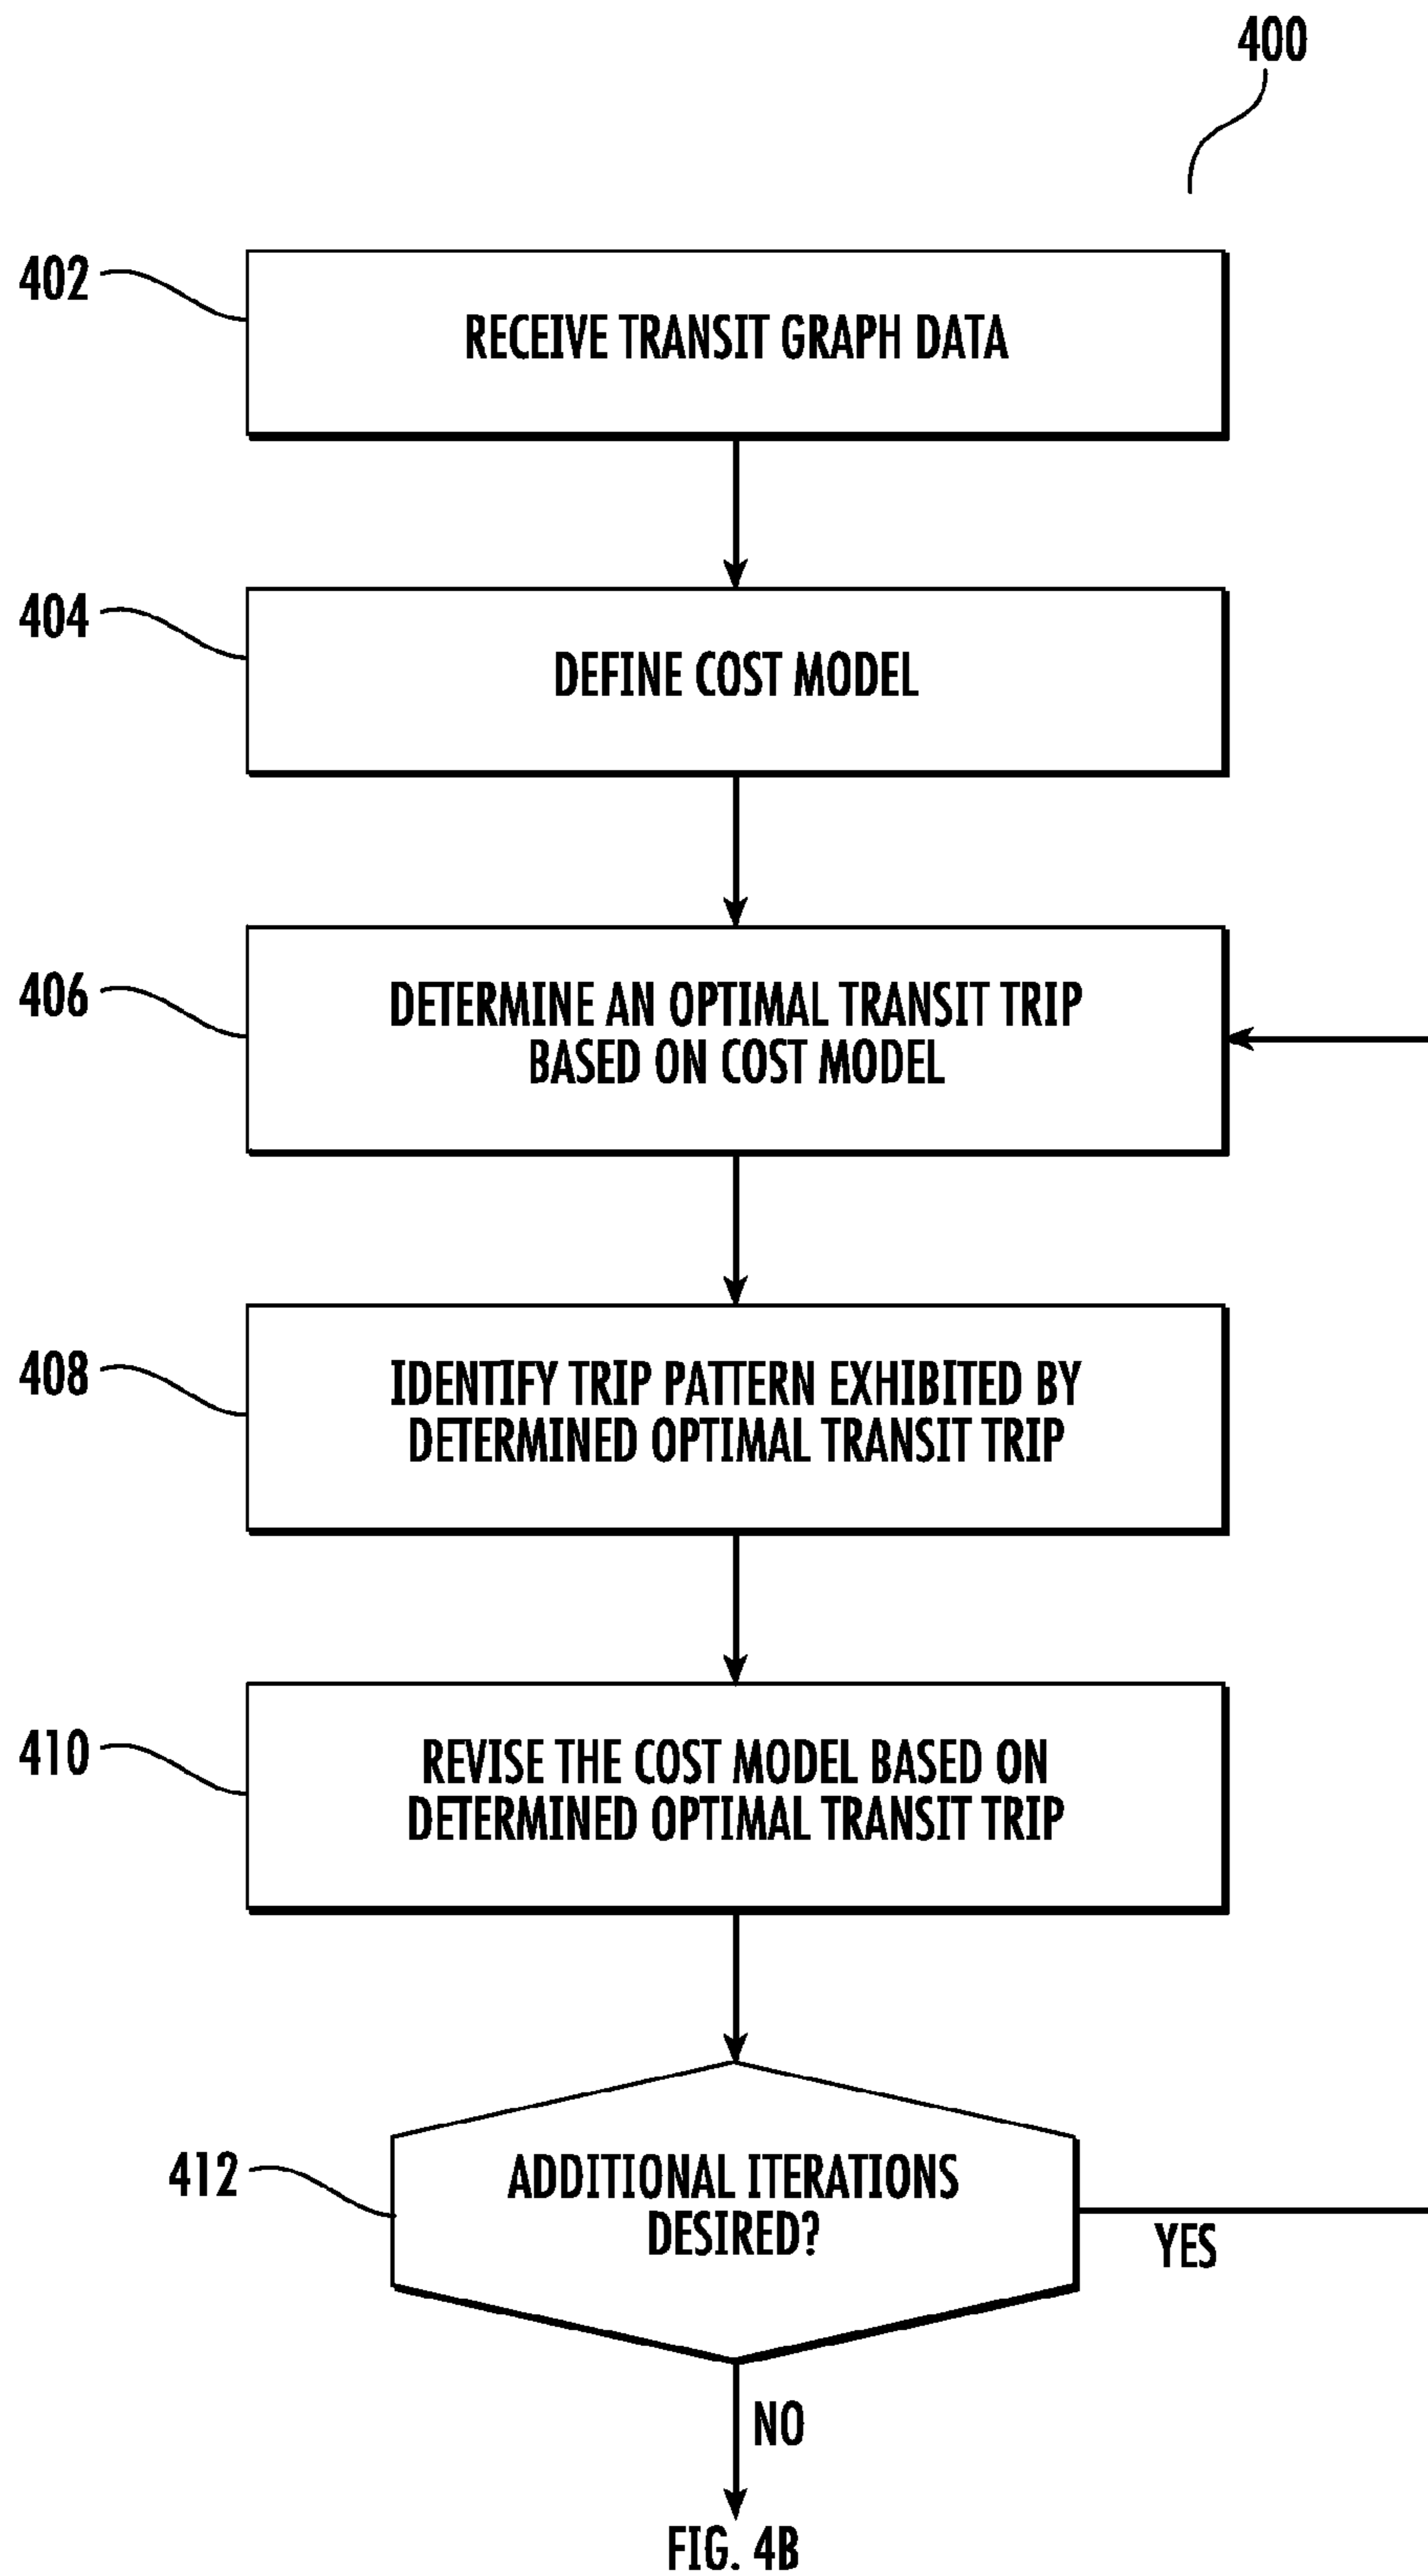 400
402
RECEIVE TRANSIT GRAPH DATA
404
DEFINE COST MODEL
406
DETERMINE AN OPTIMAL TRANSIT TRIP
BASED ON COST MODEL
408
IDENTIFY TRIP PATTERN EXHIBITED BY
DETERMINED OPTIMAL TRANSIT TRIP
410
REVISE THE COST MODEL BASED ON
DETERMINED OPTIMAL TRANSIT TRIP
412
ADDITIONAL ITERATIONS
DESIRED?
YES
NO
FIG. 4B